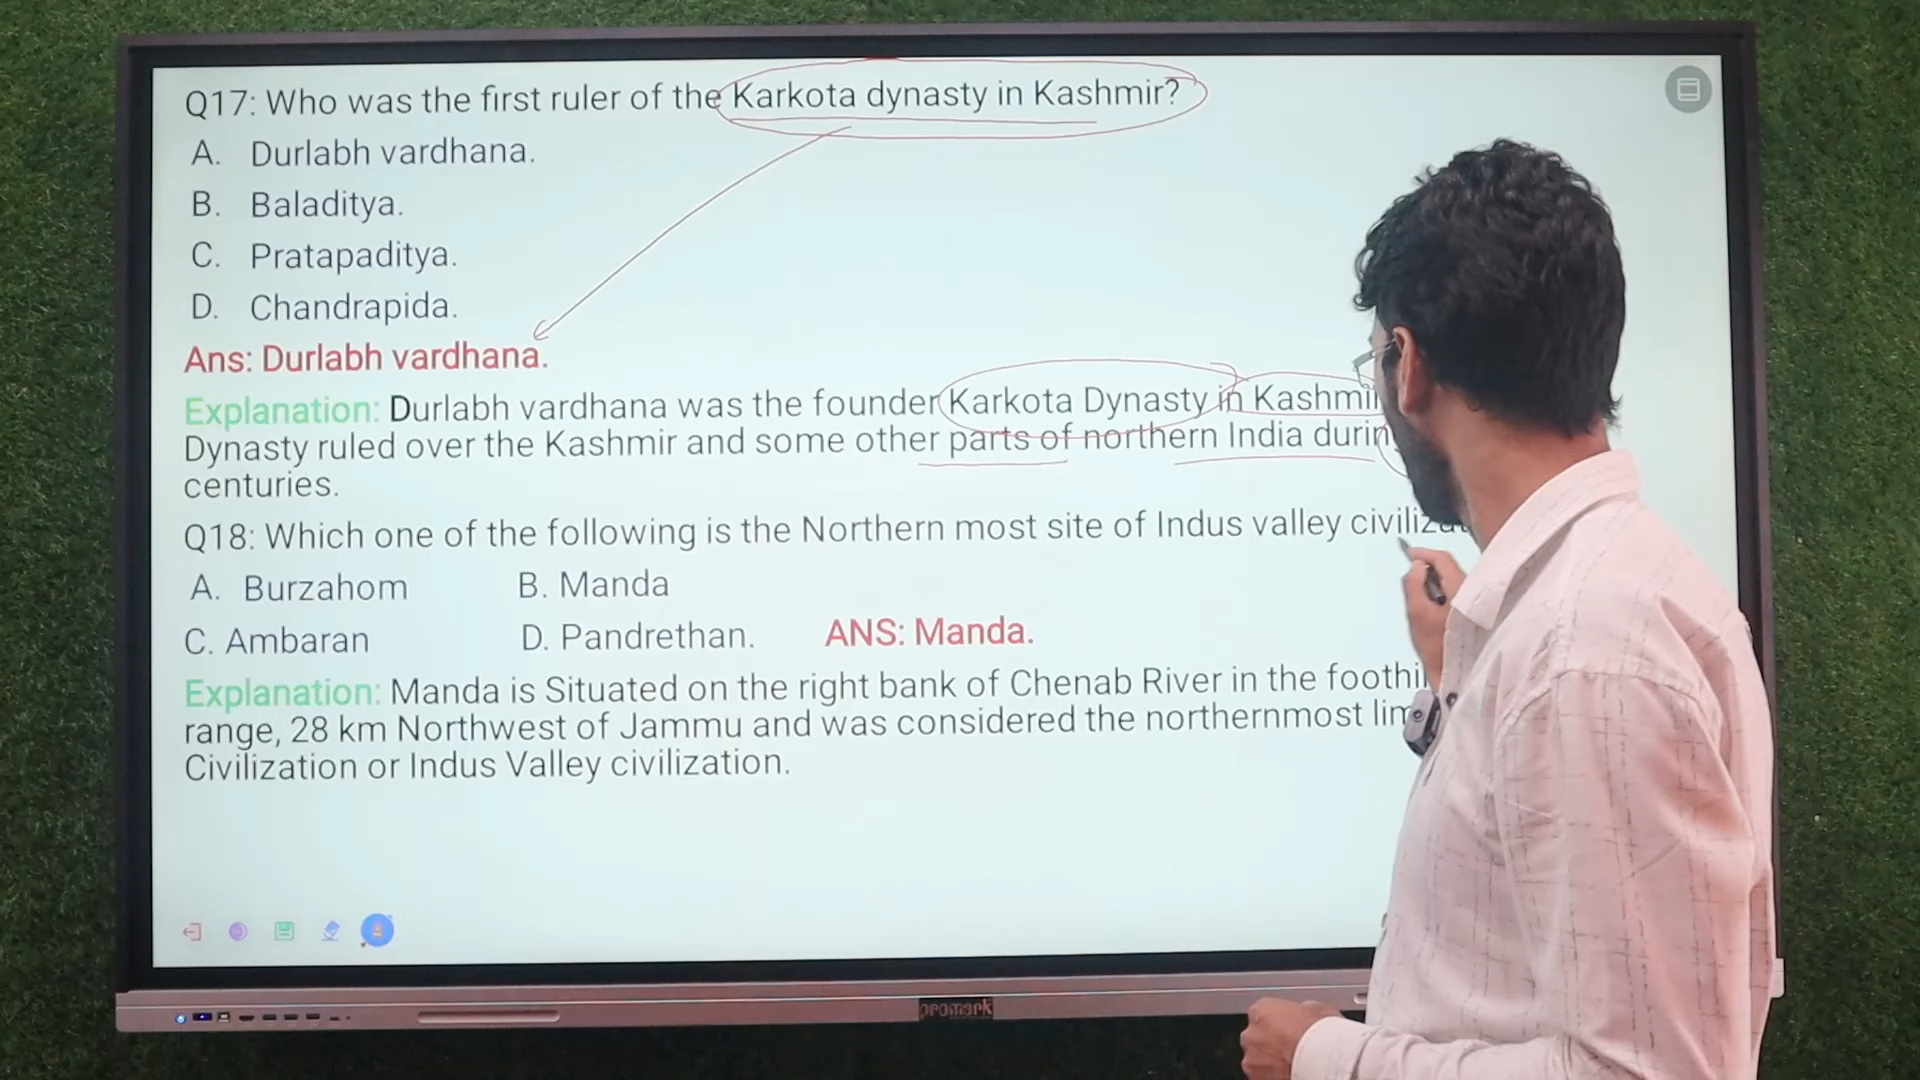 Q17: Who was the first ruler of the Karkota dynasty in Kashmir?
A. Durlabh vardhana.
B. Baladitya.
C. Pratapaditya.
D. Chandrapida.
Ans: Durlabh vardhana.
Explanation: Durlabh vardhana was the founder Karkota Dynasty in Kashmir
Dynasty ruled over the Kashmir and some other parts of northern India
centuries.
Q18: Which one of the following is the Northern most site of Indus valley
A. Burzahom B. Manda
C. Ambaran D. Pandrethan. ANS: Manda.
Explanation: Manda is Situated on the right bank of Chenab River in the
range, 28 km Northwest of Jammu and was considered the northernmost
Civilization or Indus Valley civilization.
promark